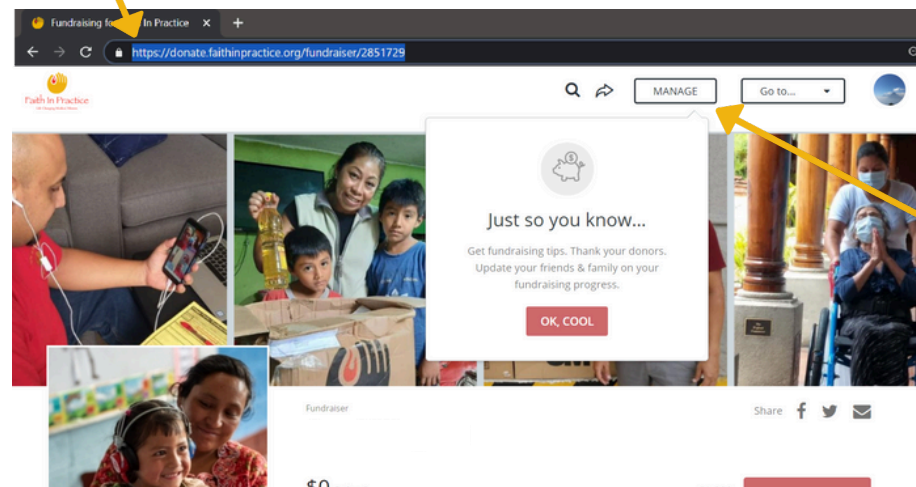 Fundraising fo In Practice
https://donate.faithinpractice.org/fundraiser/2851729
Faith In Practice
MANAGE
Go to...
Just so you know...
Get fundraising tips. Thank your donors.
Update your friends & family on your
fundraising progress.
OK, COOL
Fundraiser
Share
$0